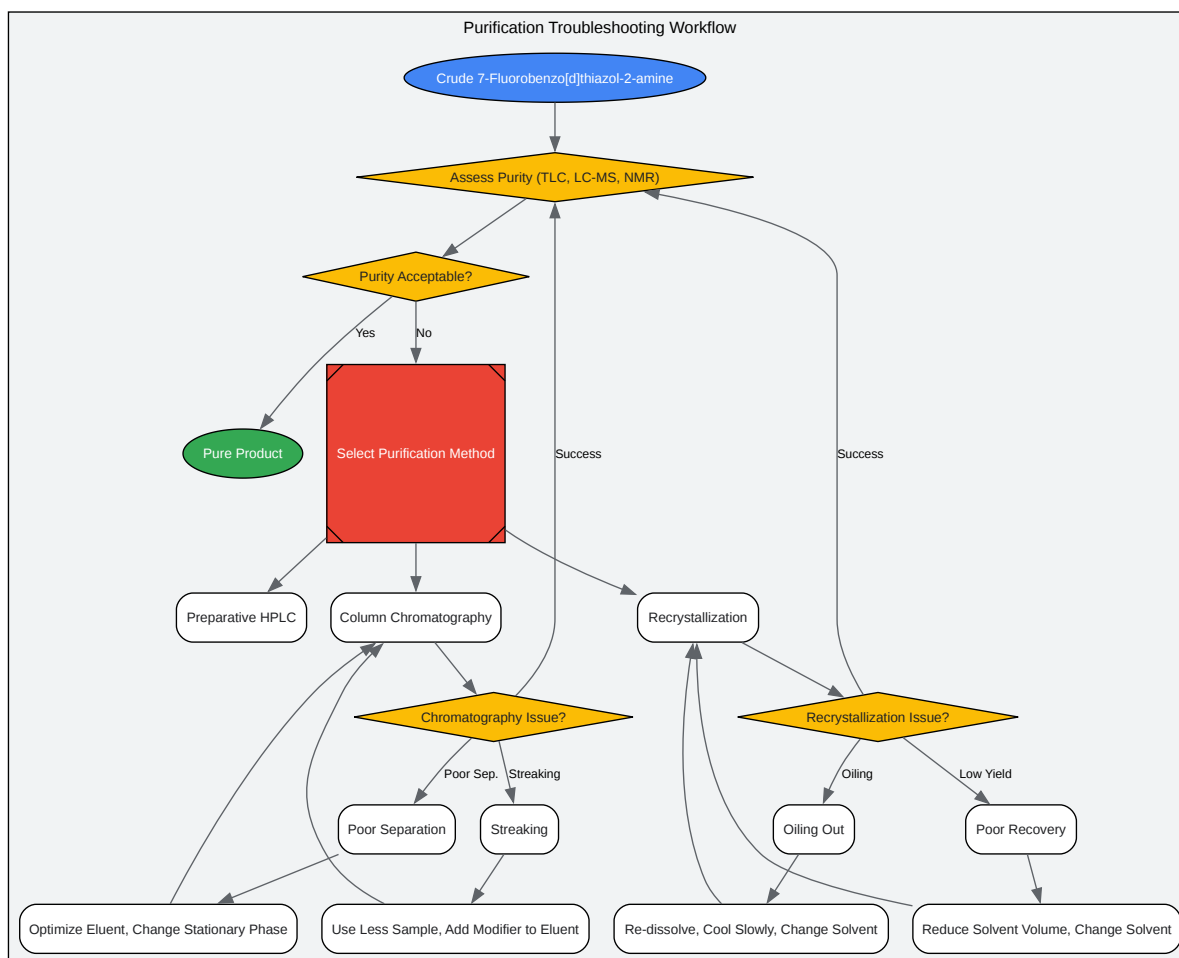 Purification Troubleshooting Workflow
Crude 7-Fluorobenzo[d]thiazol-2-amine
Assess Purity (TLC, LC-MS, NMR)
Purity Acceptable?
Yes
No
Pure Product
Select Purification Method
Success
Success
Preparative HPLC
Column Chromatography
Recrystallization
Chromatography Issue?
Recrystallization Issue?
Poor Sep.
Streaking
Oiling
Low Yield
Poor Separation
Streaking
Oiling Out
Poor Recovery
Optimize Eluent, Change Stationary Phase
Use Less Sample, Add Modifier to Eluent
Re-dissolve, Cool Slowly, Change Solvent
Reduce Solvent Volume, Change Solvent